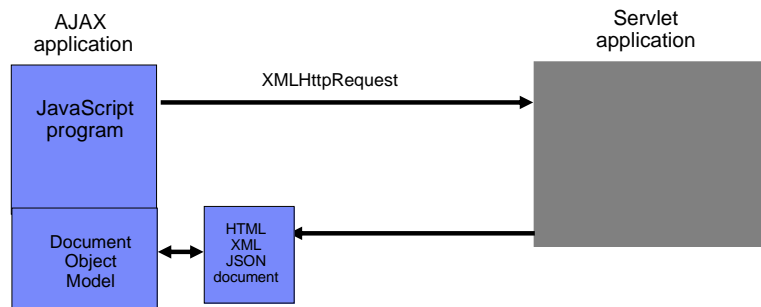 AJAX
application
Servlet
application
XMLHttpRequest
JavaScript
program
Document
Object
Model
HTML
XML
JSON
document